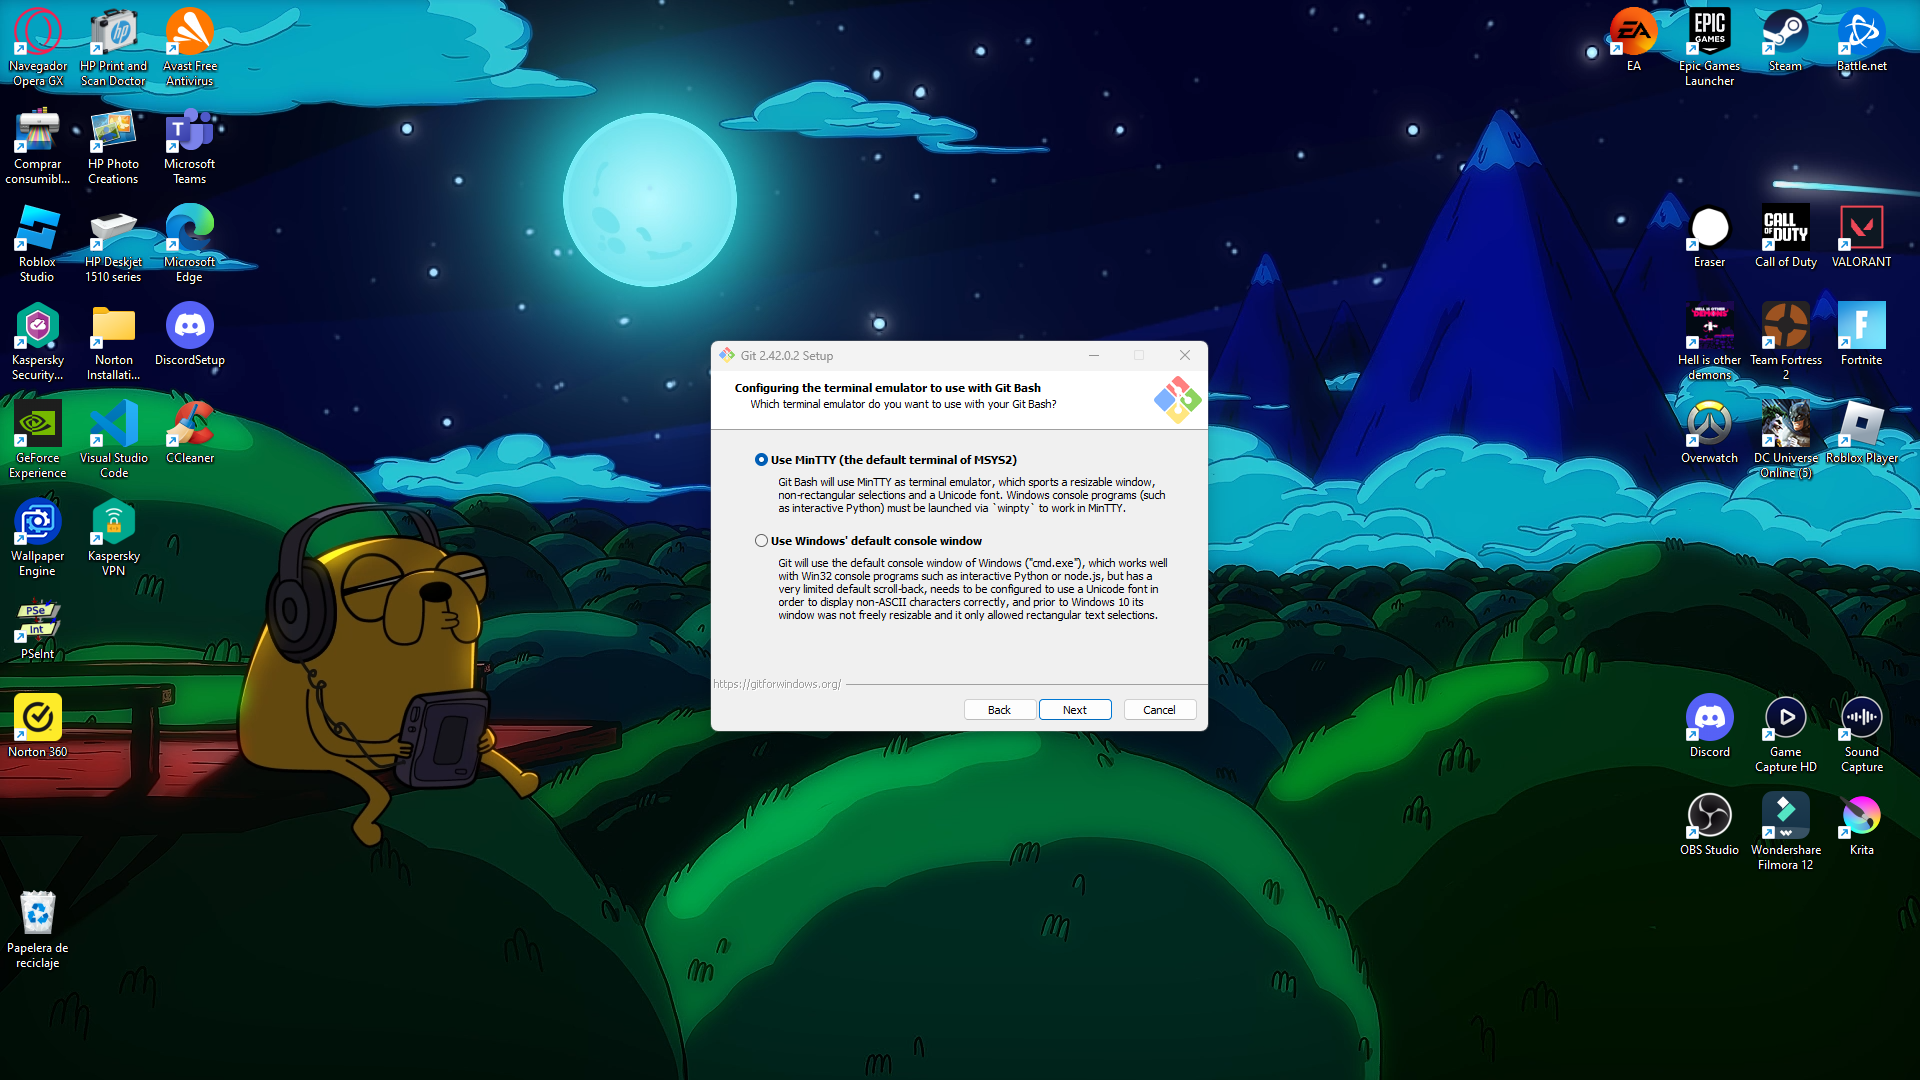 Navegador
Opera GX
HP Print and
Scan Doctor
Avast Free
Antivirus
EA
EPIC
GAMES
Epic Games
Launcher
Steam
Battle.net
Comprar
consumibl...
HP Photo
Creations
Microsoft
Teams
Roblox
Studio
HP Deskjet
1510 series
Microsoft
Edge
Eraser
CALL
OF DUTY
Call of Duty
VALORANT
Kaspersky
Security...
Norton
Installati...
DiscordSetup
Hell is other
demons
Team Fortress
2
Fortnite
GeForce
Experience
Visual Studio
Code
CCleaner
Overwatch
DC Universe
Online (5)
Roblox Player
Wallpaper
Engine
Kaspersky
VPN
PSe
Int
PSeInt
Norton 360
Papelera de
reciclaje
Git 2.42.0.2 Setup
Configuring the terminal emulator to use with Git Bash
Which terminal emulator do you want to use with your Git Bash?
Use MinTTY (the default terminal of MSYS2)
Git Bash will use MinTTY as terminal emulator, which sports a resizable window,
non-rectangular selections and a Unicode font. Windows console programs (such
as interactive Python) must be launched via `winpty` to work in MinTTY.
Use Windows' default console window
Git will use the default console window of Windows ("cmd.exe"), which works well
with Win32 console programs such as interactive Python or node.js, but has a
very limited default scroll-back, needs to be configured to use a Unicode font in
order to display non-ASCII characters correctly, and prior to Windows 10 its
window was not freely resizable and it only allowed rectangular text selections.
https://gitforwindows.org/
Back
Next
Cancel
Discord
Game
Capture HD
Sound
Capture
OBS Studio
Wondershare
Filmora 12
Krita